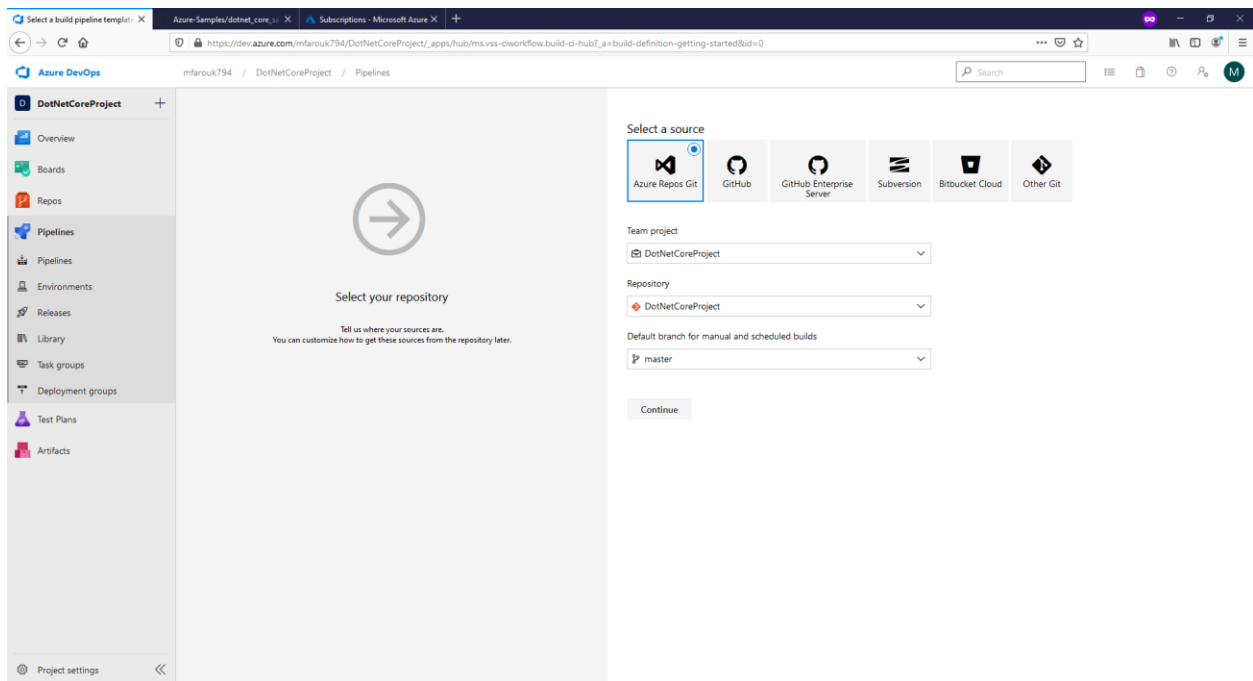 Select a build pipeline templat
Azure-Samples/dotnet_core_sa
Subscriptions - Microsoft Azure
https://dev.azure.com/mfarouk794/DotNetCoreProject/_apps/hub/ms.vss-ciworkflow.build-ci-hub?_a=build-definition-getting-started&id=0
Azure DevOps
mfarouk794 / DotNetCoreProject / Pipelines
Search
M
D DotNetCoreProject
Overview
Boards
Repos
Pipelines
Pipelines
Environments
Releases
Library
Task groups
Deployment groups
Test Plans
Artifacts
Project settings
Select your repository
Tell us where your sources are.
You can customize how to get these sources from the repository later.
Select a source
Azure Repos Git
GitHub
GitHub Enterprise
Server
Subversion
Bitbucket Cloud
Other Git
Team project
DotNetCoreProject
Repository
DotNetCoreProject
Default branch for manual and scheduled builds
master
Continue